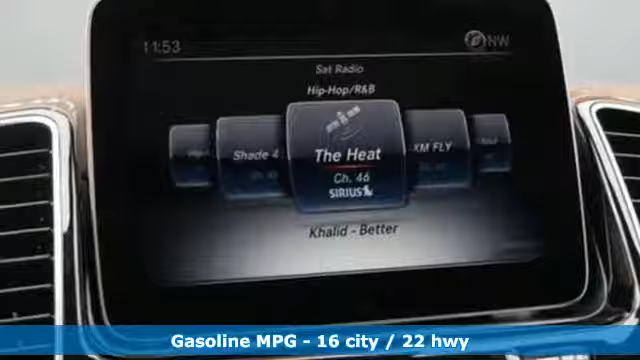 11:53
NW
Sat Radio
Hip-Hop/R&B
Shade 4
The Heat
XM FLY
Ch. 46
SIRIUS
Khalid - Better
Gasoline MPG - 16 city / 22 hwy